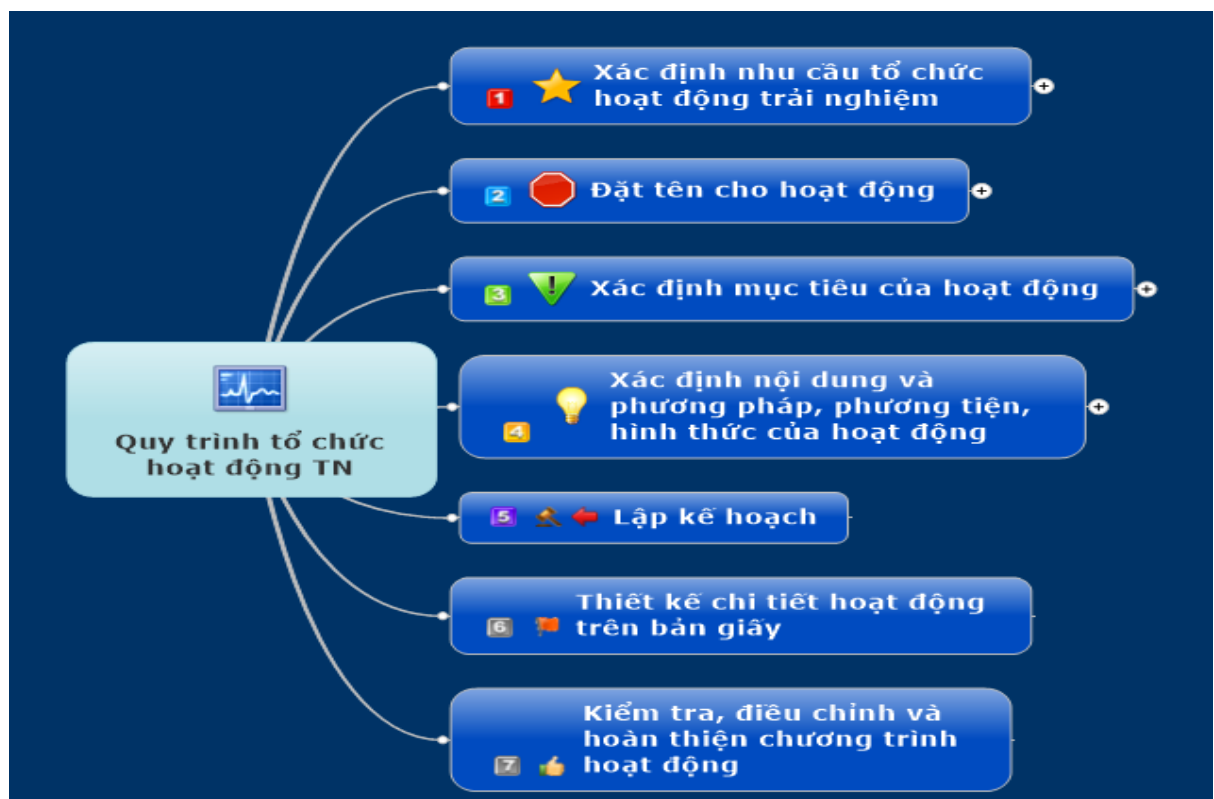 1 Xác định nhu cầu tổ chức
hoạt động trải nghiệm
2 Đặt tên cho hoạt động
3 Xác định mục tiêu của hoạt động
Quy trình tổ chức
hoạt động TN
4 Xác định nội dung và
phương pháp, phương tiện,
hình thức của hoạt động
5 Lập kế hoạch
6 Thiết kế chi tiết hoạt động
trên bản giấy
7 Kiểm tra, điều chỉnh và
hoàn thiện chương trình
hoạt động